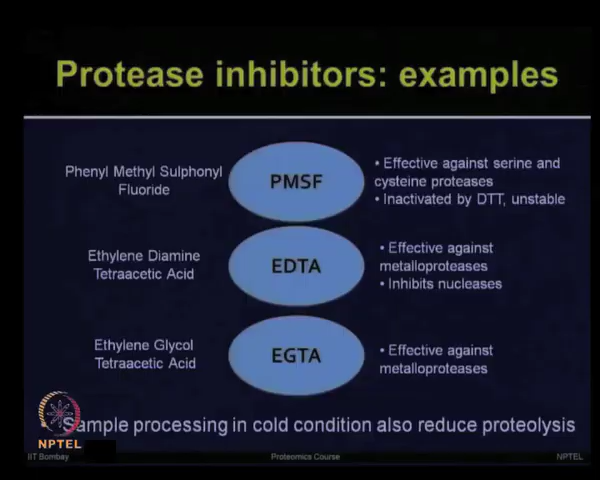 Protease inhibitors: examples
Phenyl Methyl Sulphonyl
Fluoride
PMSF
• Effective against serine and
cysteine proteases
• Inactivated by DTT, unstable
Ethylene Diamine
Tetraacetic Acid
EDTA
• Effective against
metalloproteases
• Inhibits nucleases
Ethylene Glycol
Tetraacetic Acid
EGTA
• Effective against
metalloproteases
Sample processing in cold condition also reduce proteolysis
NPTEL
IIT Bombay
Proteomics Course
NPTEL